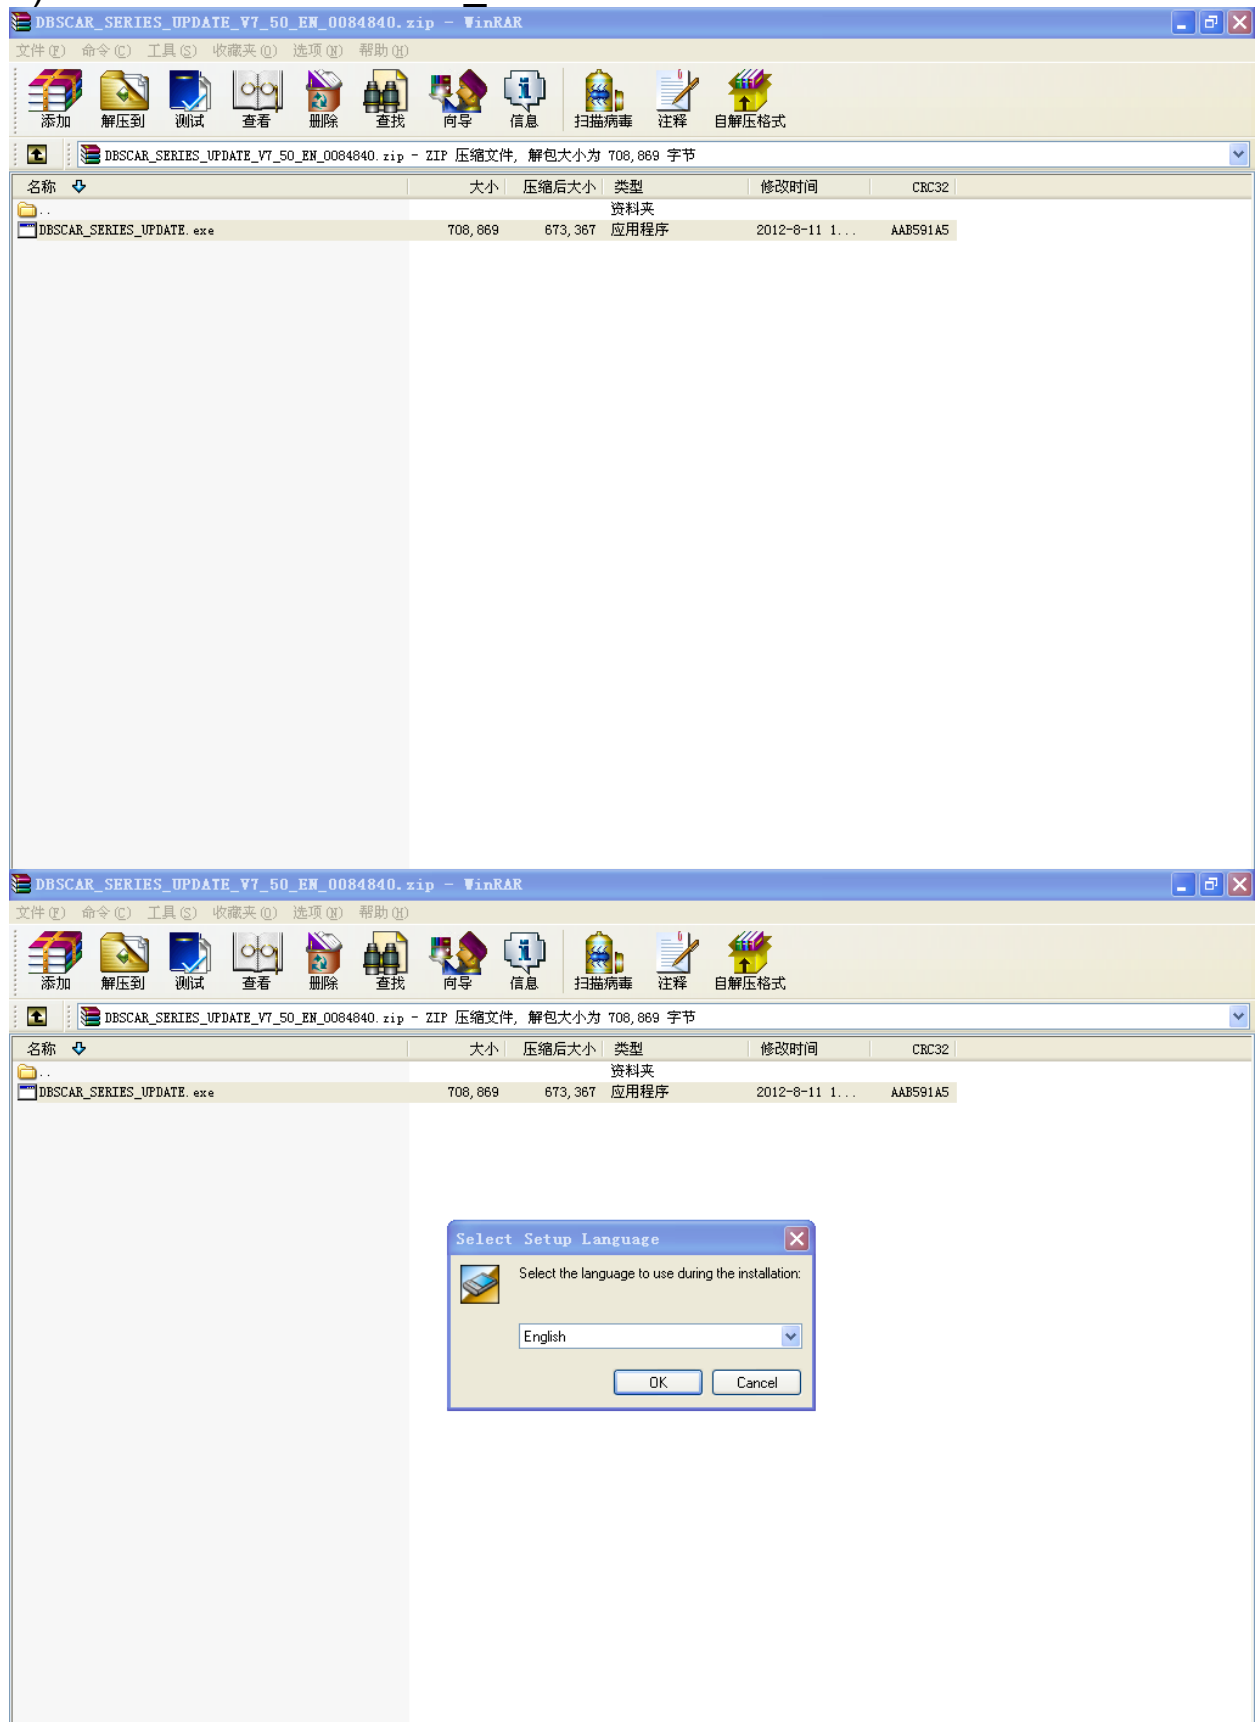 DBSCAR_SERIES_UPDATE_V7_50_EN_0084840.zip - WinRAR
文件(F) 命令(C) 工具(S) 收藏夹(O) 选项(N) 帮助(H)
添加 解压到 测试 查看 删除 查找 向导 信息 扫描病毒 注释 自解压格式
DBSCAR_SERIES_UPDATE_V7_50_EN_0084840.zip - ZIP 压缩文件, 解包大小为 708,869 字节
名称 大小 压缩后大小 类型 修改时间 CRC32
.. 资料夹
DBSCAR_SERIES_UPDATE.exe 708,869 673,367 应用程序 2012-8-11 1... AAB591A5
DBSCAR_SERIES_UPDATE_V7_50_EN_0084840.zip - WinRAR
文件(F) 命令(C) 工具(S) 收藏夹(O) 选项(N) 帮助(H)
添加 解压到 测试 查看 删除 查找 向导 信息 扫描病毒 注释 自解压格式
DBSCAR_SERIES_UPDATE_V7_50_EN_0084840.zip - ZIP 压缩文件, 解包大小为 708,869 字节
名称 大小 压缩后大小 类型 修改时间 CRC32
.. 资料夹
DBSCAR_SERIES_UPDATE.exe 708,869 673,367 应用程序 2012-8-11 1... AAB591A5
Select Setup Language
Select the language to use during the installation:
English
OK Cancel